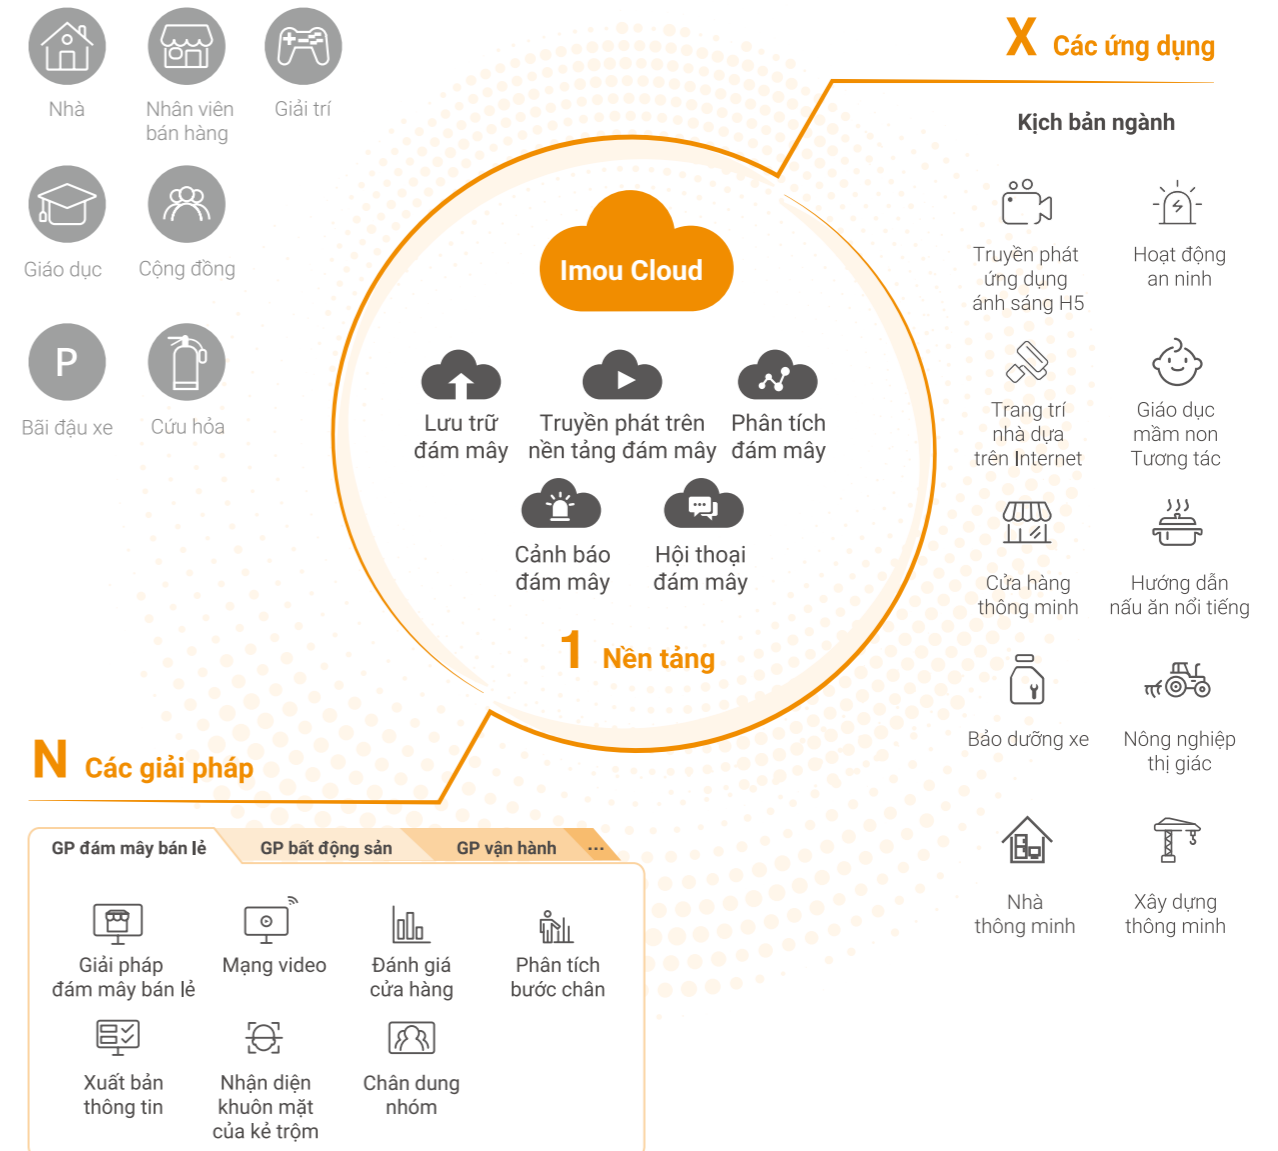 Nhà
Nhân viên
bán hàng
Giải trí
Giáo dục
Cộng đồng
P
Bãi đậu xe
Cứu hỏa
X Các ứng dụng
Kịch bản ngành
Truyền phát
ứng dụng
ánh sáng H5
Hoạt động
an ninh
Trang trí
nhà dựa
trên Internet
Giáo dục
mầm non
Tương tác
Cửa hàng
thông minh
Hướng dẫn
nấu ăn nổi tiếng
Bảo dưỡng xe
Nông nghiệp
thị giác
Nhà
thông minh
Xây dựng
thông minh
Imou Cloud
Lưu trữ
đám mây
Truyền phát trên
nền tảng đám mây
Phân tích
đám mây
Cảnh báo
đám mây
Hội thoại
đám mây
1 Nền tảng
N Các giải pháp
GP đám mây bán lẻ
GP bất động sản
GP vận hành
...
Giải pháp
đám mây bán lẻ
Mạng video
Đánh giá
cửa hàng
Phân tích
bước chân
Xuất bản
thông tin
Nhận diện
khuôn mặt
của kẻ trộm
Chân dung
nhóm